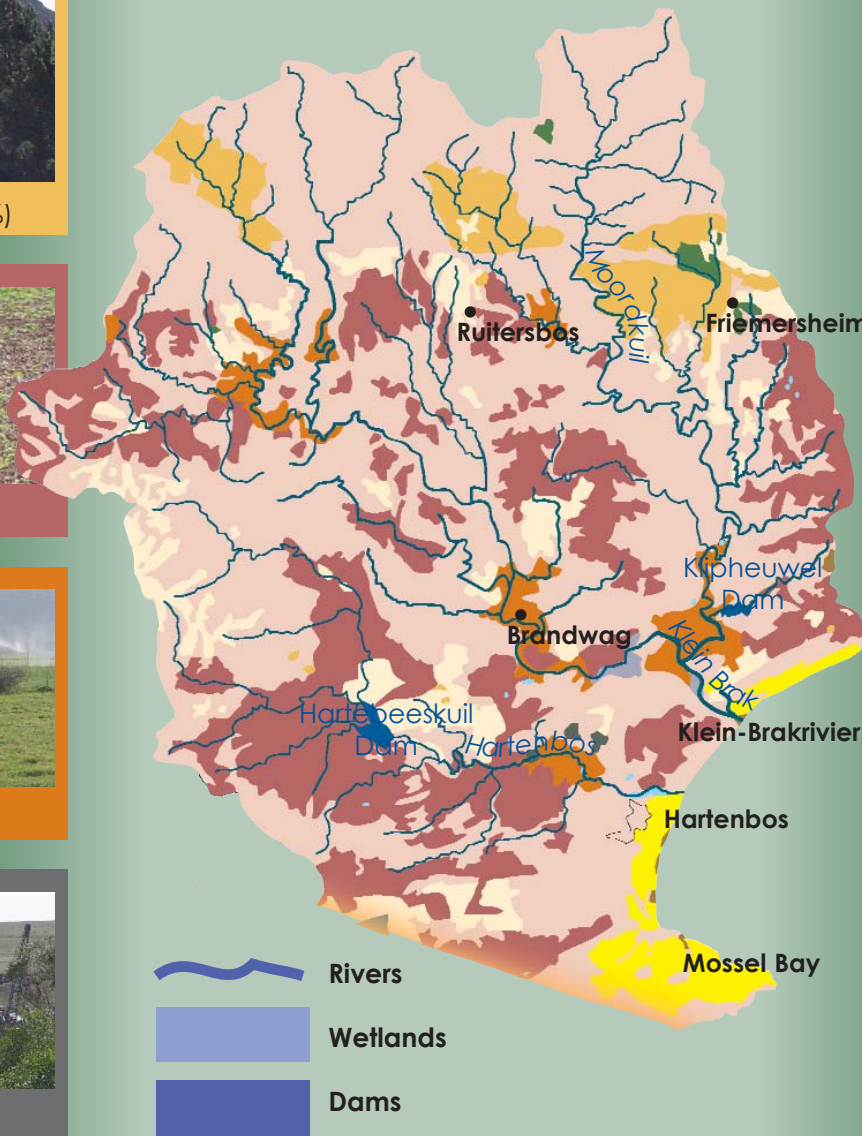 %)
Moordkuil
Ruitersbos
Friemersheim
Klipheuwel
Dam
Brandwag
Klein Brak
Hartebeeskuil
Dam
Hartenbos
Klein-Brakrivier
Hartenbos
Mossel Bay
Rivers
Wetlands
Dams